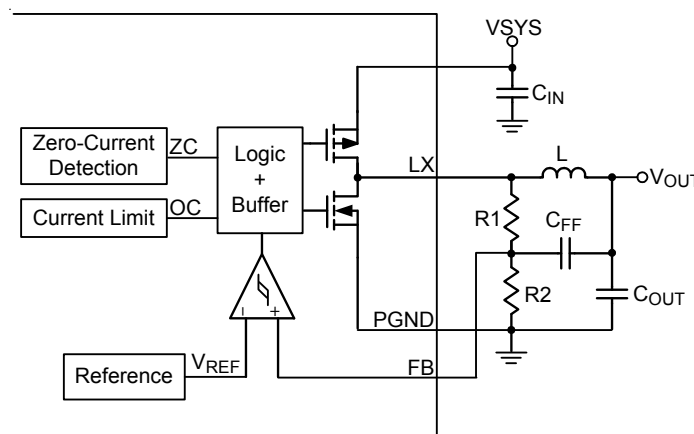 VSYS
CIN
Zero-Current
Detection
ZC
Logic
+
Buffer
LX
L
VOUT
Current Limit
OC
R1
CFF
R2
COUT
PGND
− +
Reference
VREF
FB